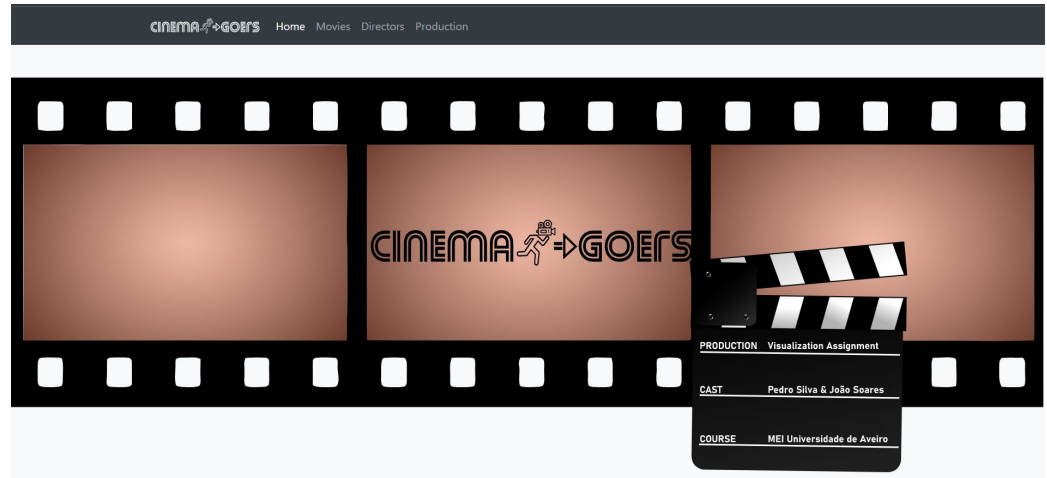 CINEMA GOERS Home Movies Directors Production
CINEMA GOERS
PRODUCTION Visualization Assignment
CAST Pedro Silva & João Soares
COURSE MEI Universidade de Aveiro